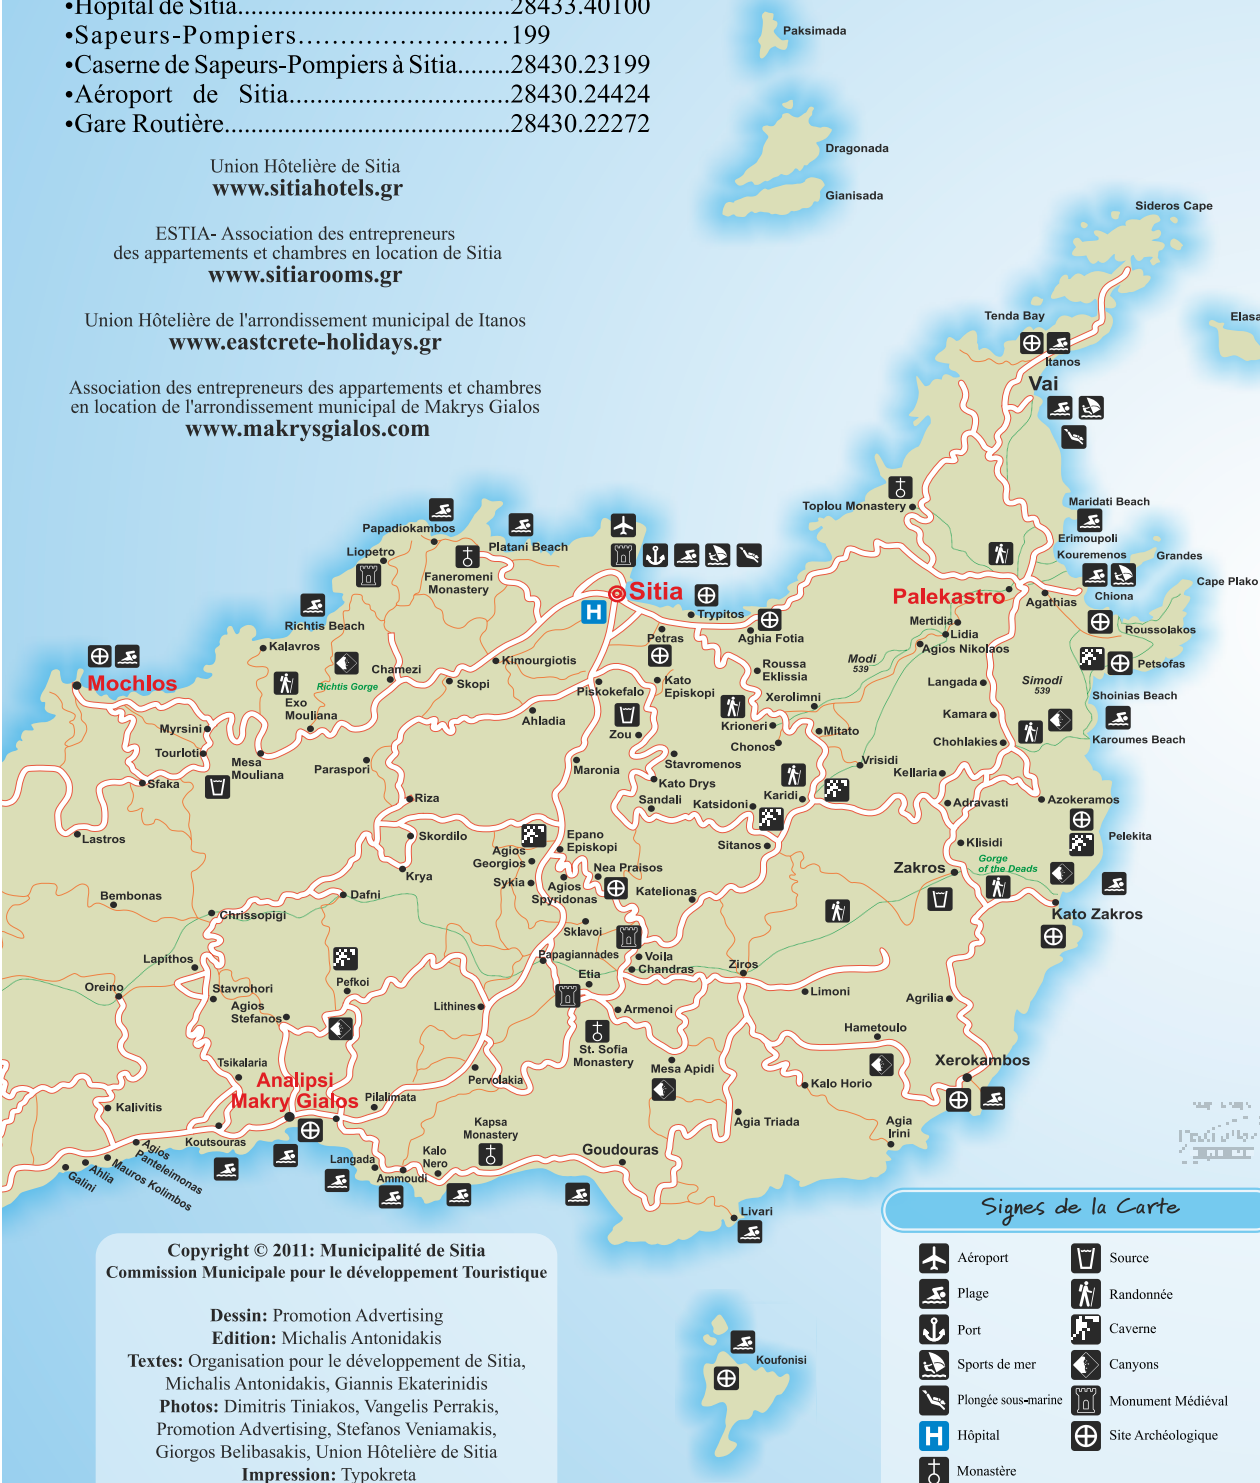 •Hôpital de Sitia..........................................28433.40100
•Sapeurs-Pompiers........................199
•Caserne de Sapeurs-Pompiers à Sitia........28430.23199
•Aéroport de Sitia..................................28430.24424
•Gare Routière...........................................28430.22272
Union Hôtelière de Sitia
www.sitiahotels.gr
ESTIA- Association des entrepreneurs
des appartements et chambres en location de Sitia
www.sitiarooms.gr
Union Hôtelière de l'arrondissement municipal de Itanos
www.eastcrete-holidays.gr
Association des entrepreneurs des appartements et chambres
en location de l'arrondissement municipal de Makrys Gialos
www.makrysgialos.com
Paksimada
Dragonada
Gianisada
Sideros Cape
Tenda Bay
Elasa
Itanos
Vai
Toplou Monastery
Maridati Beach
Erimoupoli
Kouremenos
Grandes
Cape Plako
Chiona
Palekastro
Agathias
Roussolakos
Mertidia
Lidia
Agios Nikolaos
Petsofas
Modi
539
Simodi
539
Langada
Shoinias Beach
Kamara
Karoumes Beach
Chohlakies
Papadiokambos
Platani Beach
Liopetro
Faneromeni
Monastery
Sitia
H
Trypitos
Petras
Aghia Fotia
Richtis Beach
Kalavros
Chamezi
Richtis Gorge
Kimourgiotis
Skopi
Mochlos
Exo
Mouliana
Piskokefalo
Kato
Episkopi
Roussa
Eklissia
Xerolimni
Ahladia
Zou
Krioneri
Mitato
Chonos
Myrsini
Tourloti
Mesa
Mouliana
Paraspori
Maronia
Stavromenos
Vrisidi
Kellaria
Sfaka
Kato Drys
Sandali
Katsidoni
Karidi
Adravasti
Azokeramos
Riza
Lastros
Skordilo
Epano
Episkopi
Sitanos
Klisidi
Pelekita
Agios
Georgios
Krya
Sykia
Agios
Spyridonas
Nea Praisos
Katelionas
Zakros
Gorge
of the Deads
Kato Zakros
Bembonas
Dafni
Chrissopigi
Sklavoi
Papagiannades
Voila
Chandras
Ziros
Lapithos
Oreino
Stavrohori
Pefkoi
Etia
Agios
Stefanos
Lithines
Armenoi
Limoni
Agrilia
St. Sofia
Monastery
Hametoulo
Mesa Apidi
Xerokambos
Tsikalaria
Pervolakia
Kalo Horio
Analipsi
Makry Gialos
Pilalimata
Kalivitis
Kapsa
Monastery
Agia Triada
Agia
Irini
Koutsouras
Agios
Panteleimonas
Mauros Kolimbos
Ahlia
Galini
Langada
Kalo
Nero
Ammoudi
Goudouras
Livari
Koufonisi
Copyright © 2011: Municipalité de Sitia
Commission Municipale pour le développement Touristique
Dessin: Promotion Advertising
Edition: Michalis Antonidakis
Textes: Organisation pour le développement de Sitia,
Michalis Antonidakis, Giannis Ekaterinidis
Photos: Dimitris Tiniakos, Vangelis Perrakis,
Promotion Advertising, Stefanos Veniamakis,
Giorgos Belibasakis, Union Hôtelière de Sitia
Impression: Typokreta
Signes de la Carte
Aéroport
Plage
Port
Sports de mer
Plongée sous-marine
H Hôpital
Monastère
Source
Randonnée
Caverne
Canyons
Monument Médiéval
Site Archéologique